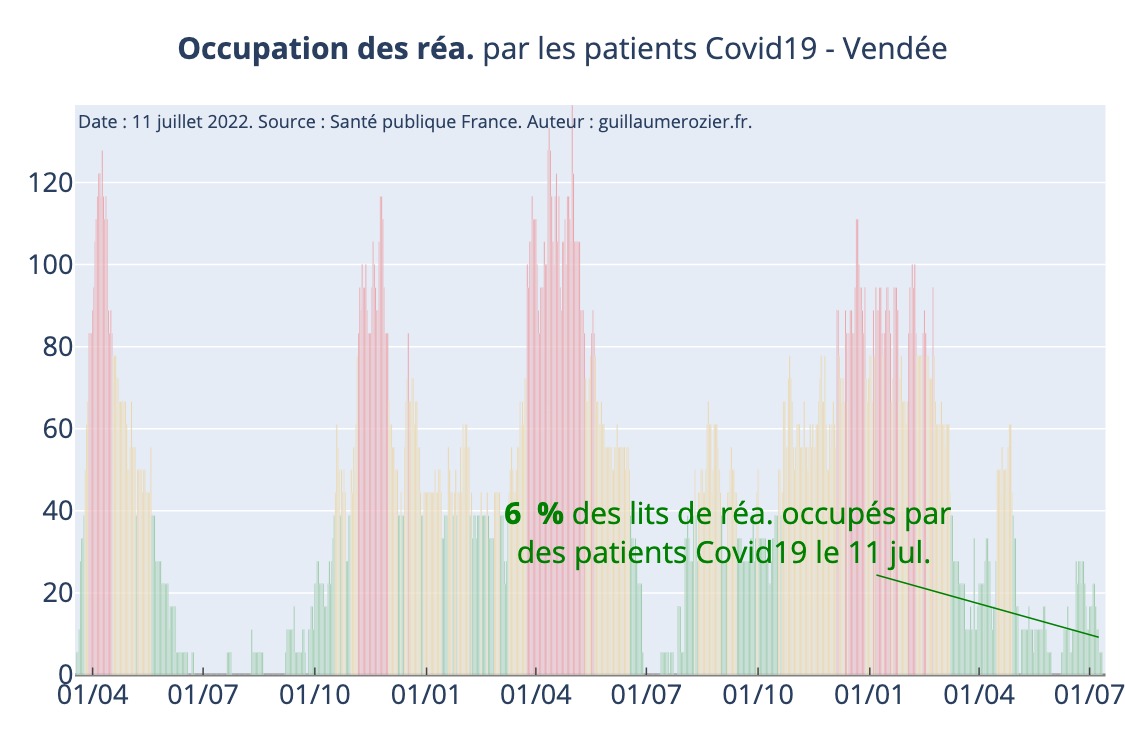 Occupation des réa. par les patients Covid19 - Vendée
Date : 11 juillet 2022. Source : Santé publique France. Auteur : guillaumerozier.fr.
120
100
80
60
40
20
0
6 % des lits de réa. occupés par
des patients Covid19 le 11 jul.
01/04 01/07 01/10 01/01 01/04 01/07 01/10 01/01 01/04 01/07